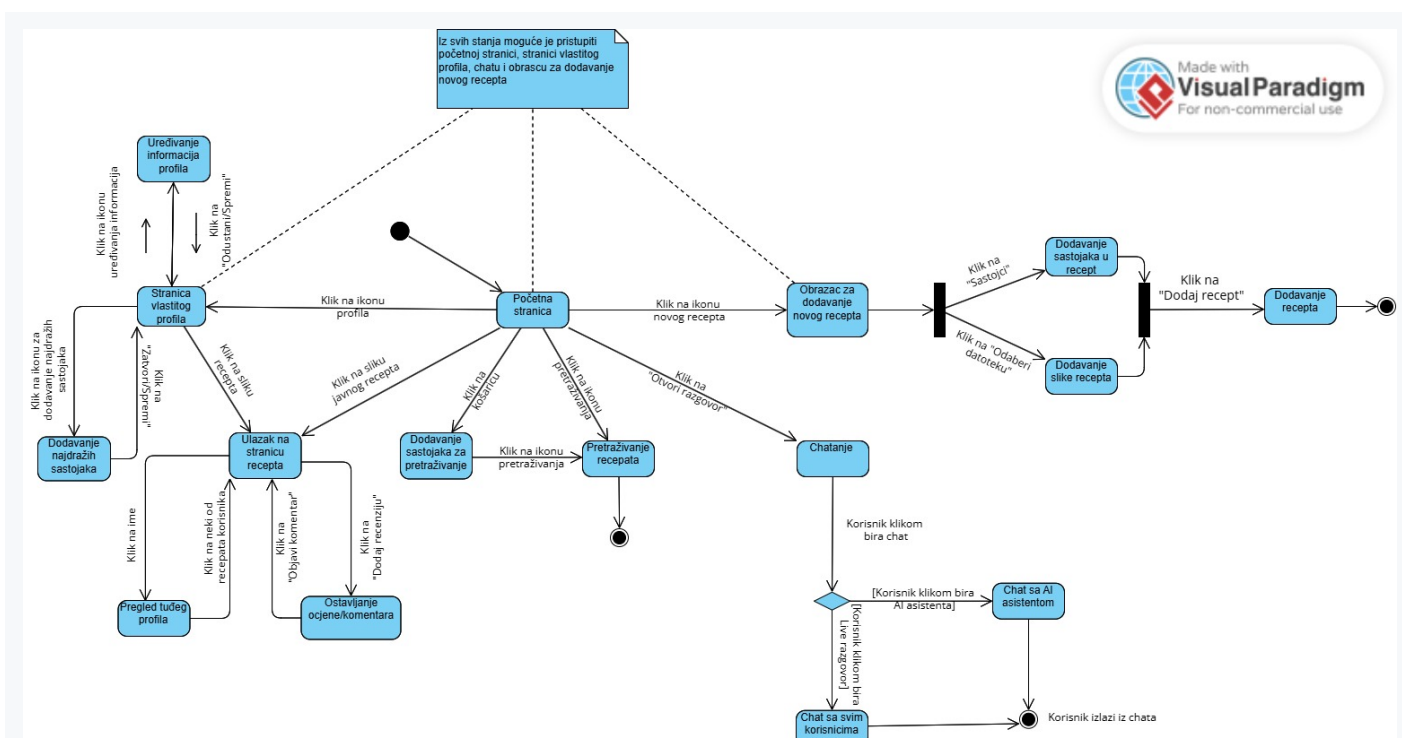 Iz svih stanja moguće je pristupiti
početnoj stranici, stranici vlastitog
profila, chatu i obrascu za dodavanje
novog recepta
Made with
Visual Paradigm
For non-commercial use
Uređivanje
informacija
profila
Klik na ikonu
uređivanja informacija
Klik na
"Odustani/Spremi"
Stranica
vlastitog
profila
Klik na ikonu
profila
Početna
stranica
Klik na ikonu
novog recepta
Obrazac za
dodavanje
novog recepta
Klik na
"Sastojci"
Dodavanje
sastojaka u
recept
Klik na "Odaberi
datoteku"
Dodavanje
slike recepta
Klik na
"Dodaj recept"
Dodavanje
recepta
Klik na ikonu za
dodavanje najdražih
sastojaka
Klik na
"Zatvori/Spremi"
Klik na sliku
recepta
Klik na sliku
javnog recepta
Klik na
košaricu
Klik na ikonu
pretraživanja
Klik na
"Otvori razgovor"
Dodavanje
najdražih
sastojaka
Ulazak na
stranicu
recepta
Dodavanje
sastojaka za
pretraživanje
Klik na ikonu
pretraživanja
Pretraživanje
recepata
Chatanje
Klik na ime
Klik na neki od
recepata korisnika
Klik na
"Objavi komentar"
Klik na
"Dodaj recenziju"
Korisnik klikom
bira chat
Pregled tuđeg
profila
Ostavljanje
ocjene/komentara
[Korisnik klikom bira
AI asistenta]
Chat sa AI
asistentom
[Korisnik klikom bira
Live razgovor]
Chat sa svim
korisnicima
Korisnik izlazi iz chata